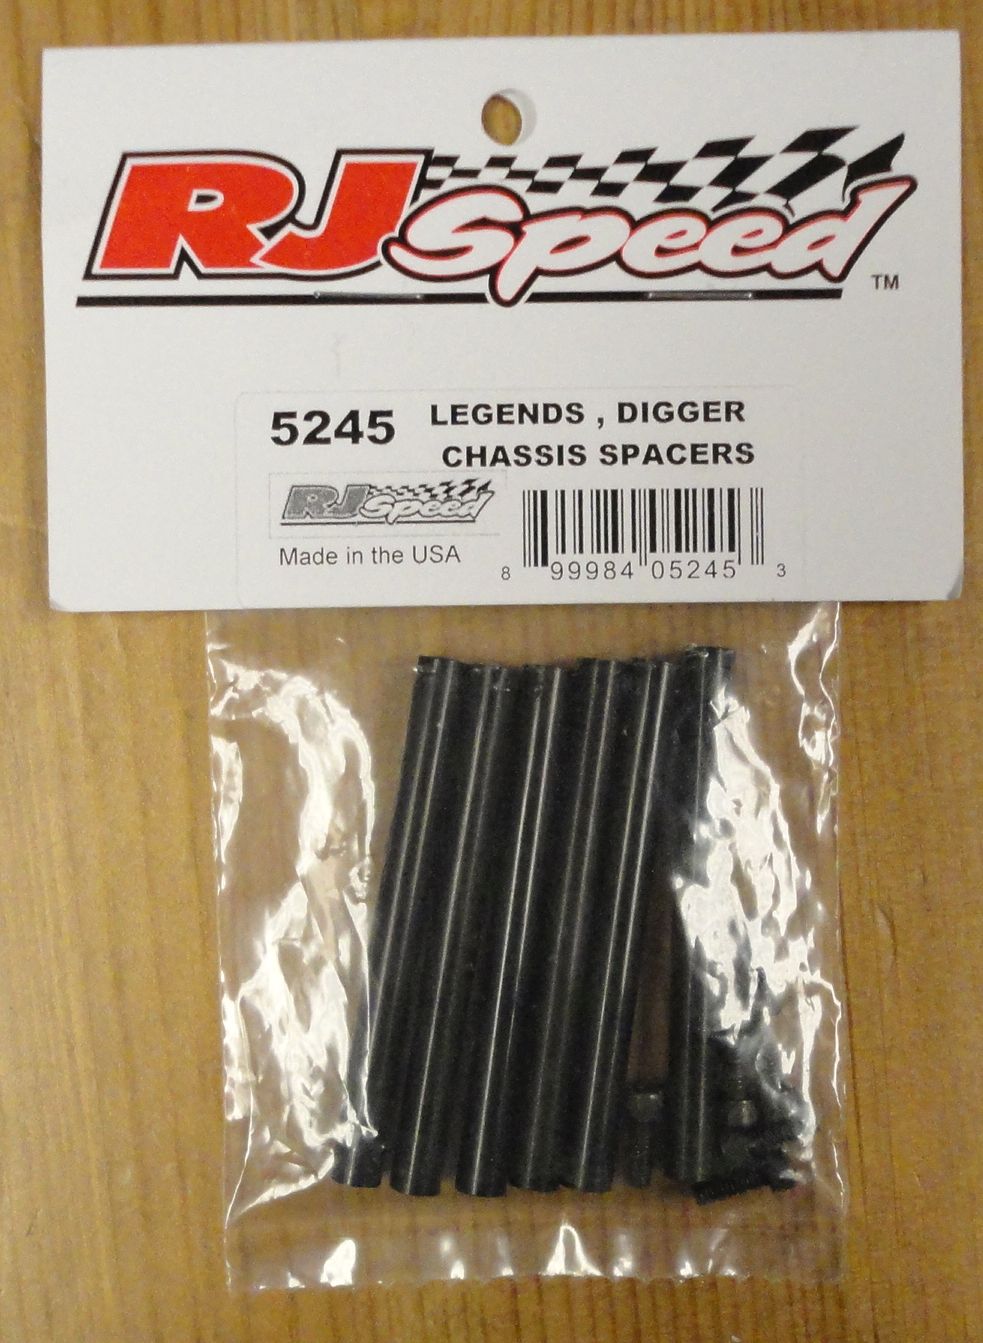 RJ Speed
TM
5245 LEGENDS , DIGGER
CHASSIS SPACERS
RJ Speed
Made in the USA
8 99984 05245 3